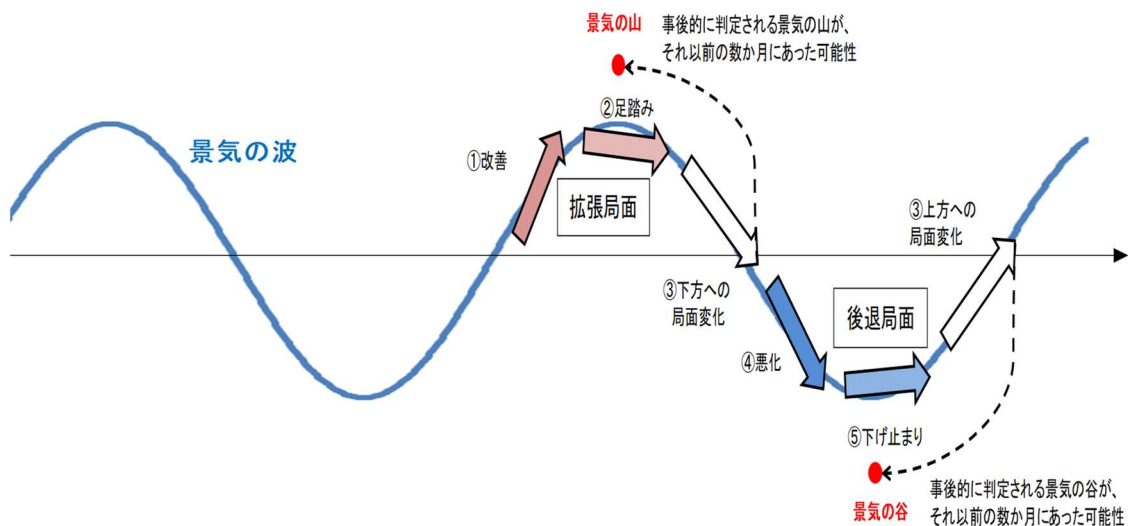 景気の山
事後的に判定される景気の山が、
それ以前の数か月にあった可能性
②足踏み
景気の波
①改善
拡張局面
③上方への
局面変化
③下方への
局面変化
後退局面
④悪化
⑤下げ止まり
景気の谷
事後的に判定される景気の谷が、
それ以前の数か月にあった可能性